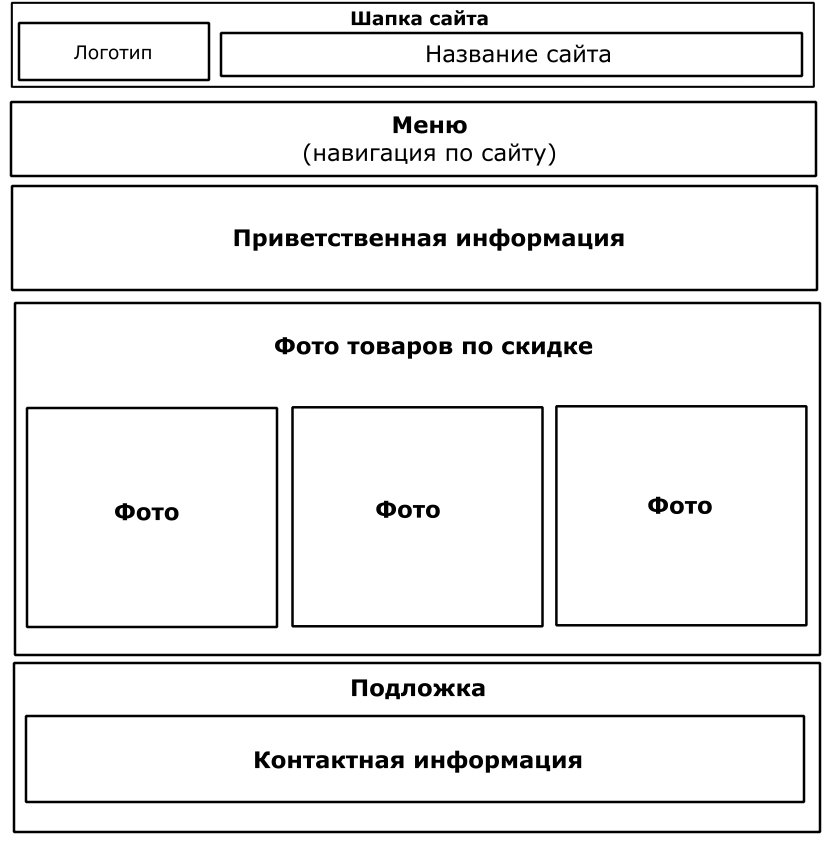 Шапка сайта
Логотип
Название сайта
Меню
(навигация по сайту)
Приветственная информация
Фото товаров по скидке
Фото
Фото
Фото
Подложка
Контактная информация